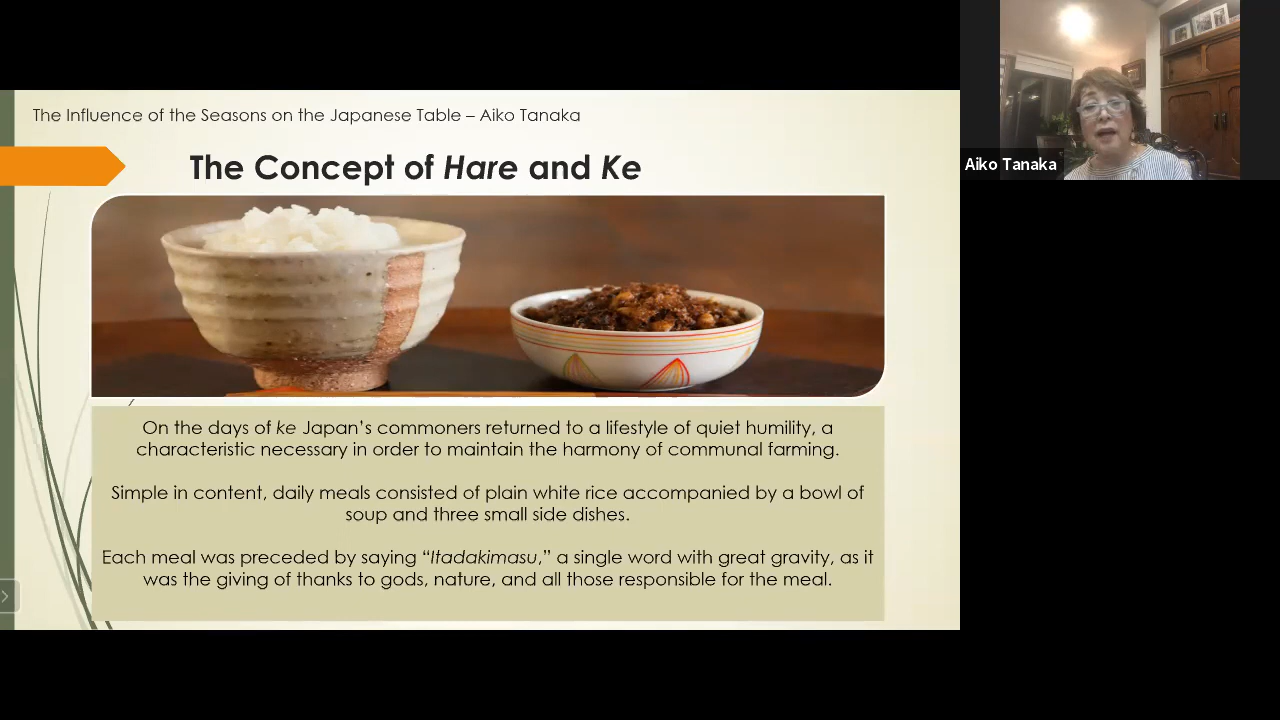 The Influence of the Seasons on the Japanese Table – Aiko Tanaka
The Concept of Hare and Ke
Aiko Tanaka
On the days of ke Japan’s commoners returned to a lifestyle of quiet humility, a
characteristic necessary in order to maintain the harmony of communal farming.
Simple in content, daily meals consisted of plain white rice accompanied by a bowl of
soup and three small side dishes.
Each meal was preceded by saying “Itadakimasu,” a single word with great gravity, as it
was the giving of thanks to gods, nature, and all those responsible for the meal.